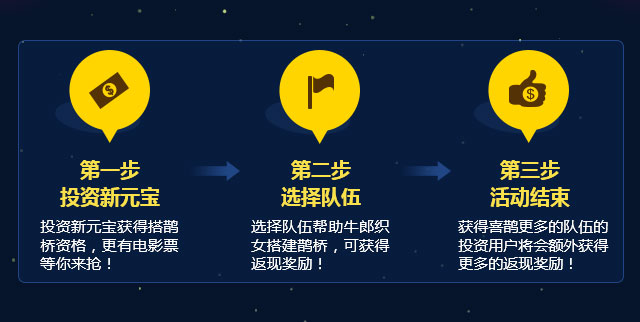 第一步
投资新元宝
投资新元宝获得搭鹊
桥资格，更有电影票
等你来抢！
第二步
选择队伍
选择队伍帮助牛郎织
女搭建鹊桥，可获得
返现奖励！
第三步
活动结束
获得喜鹊更多的队伍的
投资用户将会额外获得
更多的返现奖励！